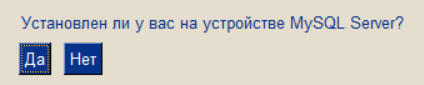 Установлен ли у вас на устройстве MySQL Server?
Да Нет